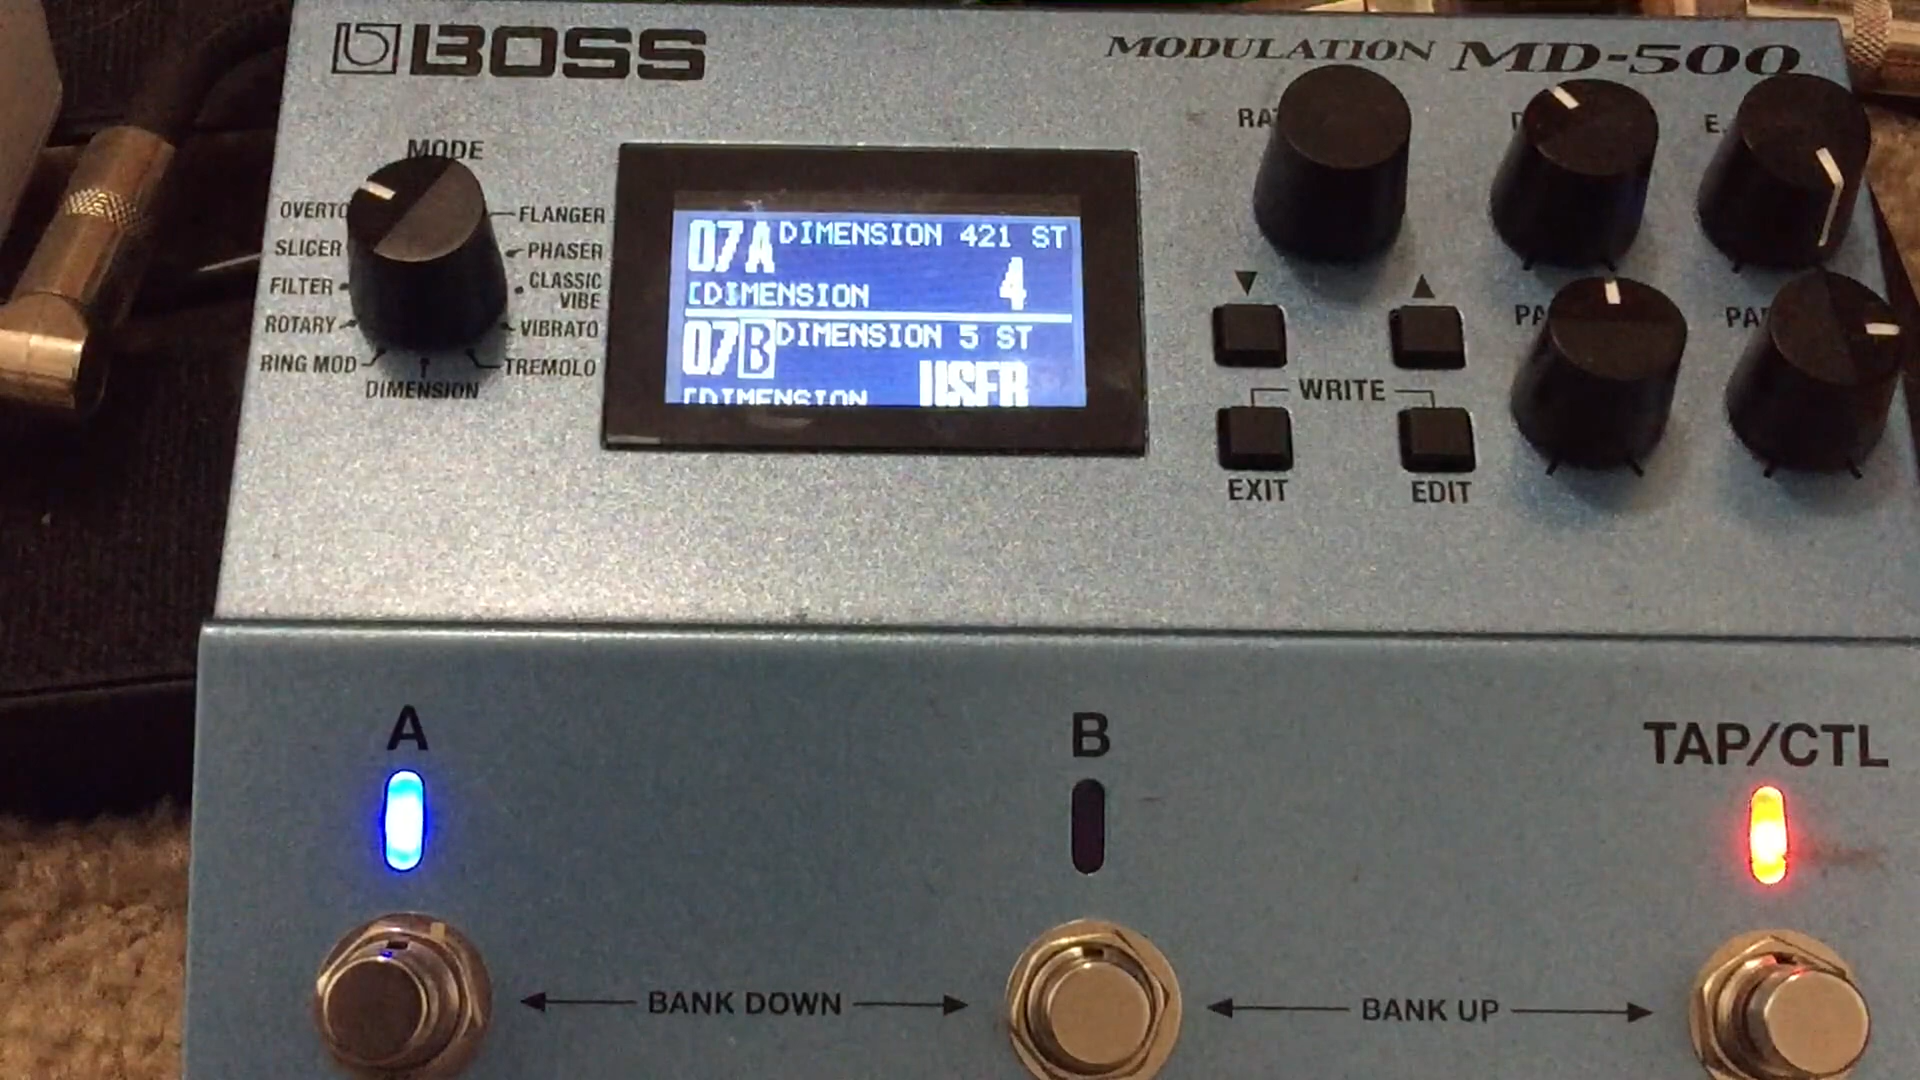 BOSS
MODULATION MD-500
MODE
SLICER
FILTER
ROTARY
RING MOD
DIMENSION
FLANGER
PHASER
CLASSIC
VIBE
VIBRATO
TREMOLO
07A DIMENSION 421 ST
[DIMENSION 4
07B DIMENSION 5 ST
[DIMENSION USER
WRITE
EXIT EDIT
A B TAP/CTL
BANK DOWN BANK UP